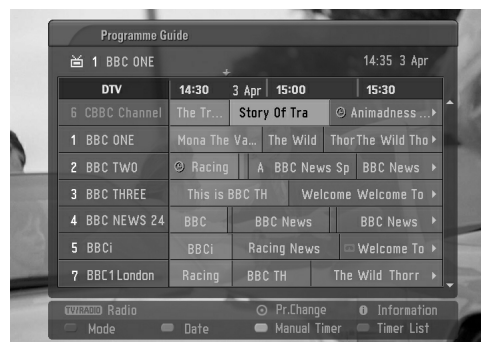 Programme Guide
1 BBC ONE 14:35 3 Apr
DTV 14:30 3 Apr 15:00 15:30
6 CBBC Channel The Tr... Story Of Tra Animadness ...
1 BBC ONE Mona The Va... The Wild Thor The Wild Tho
2 BBC TWO Racing A BBC News Sp BBC News
3 BBC THREE This is BBC TH Welcome Welcome To
4 BBC NEWS 24 BBC BBC News BBC News
5 BBCi BBCi Racing News Welcome To
7 BBC1 London Racing BBC TH The Wild Thorr
TV/RADIO Radio Pr.Change Information
Mode Date Manual Timer Timer List